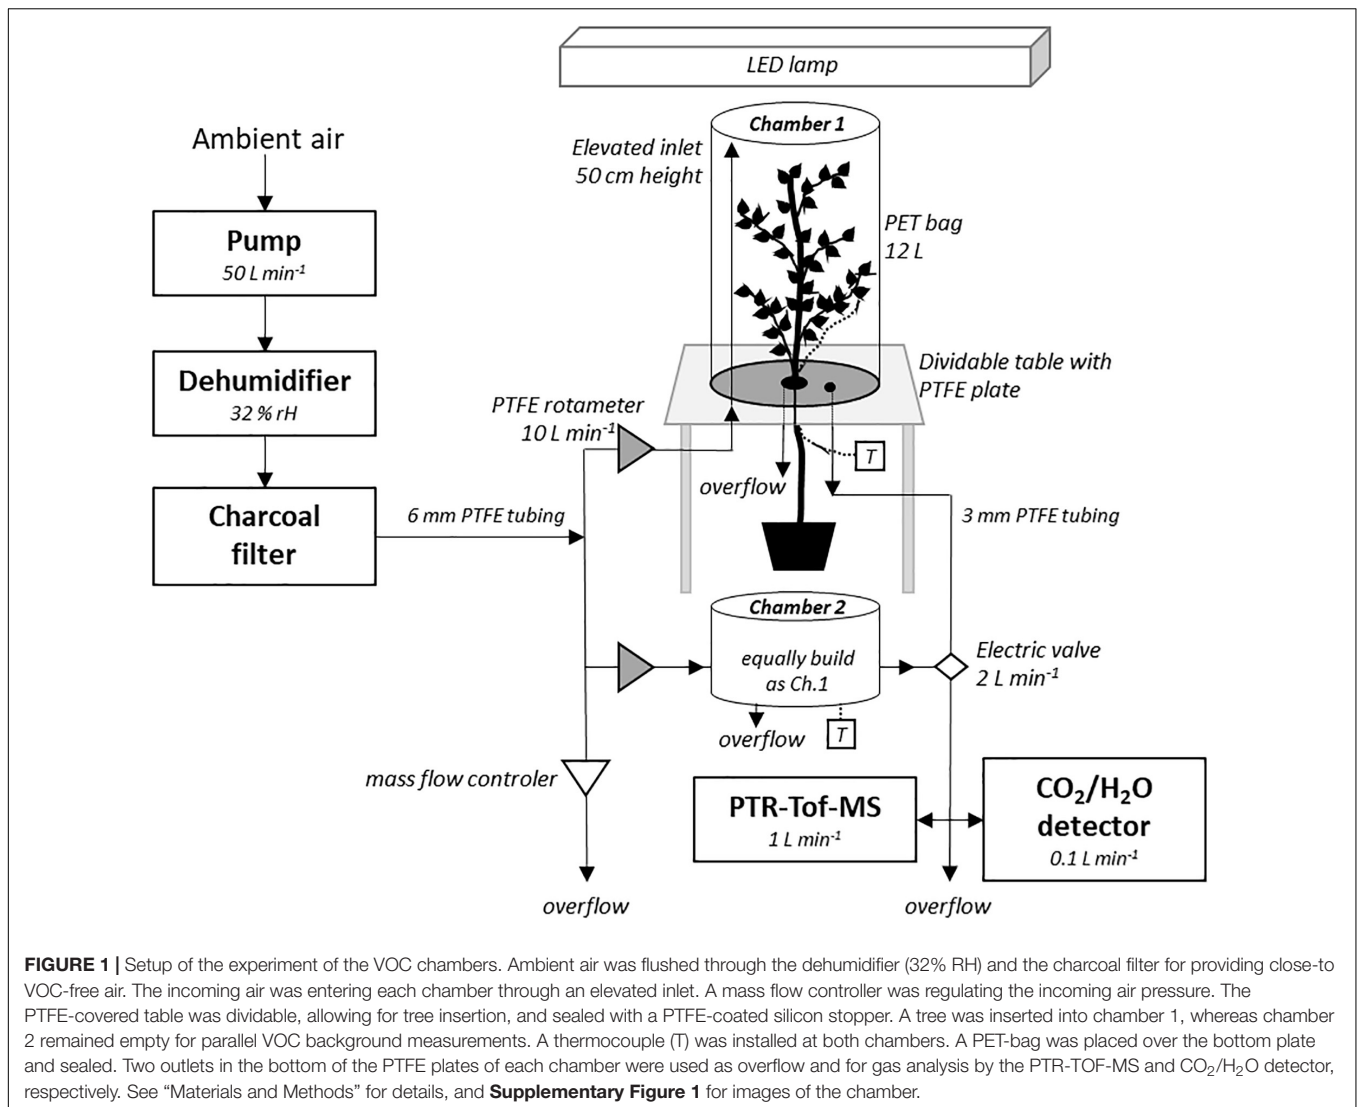 LED lamp
Ambient air
Chamber 1
Elevated inlet
50 cm height
Pump
50 L min⁻¹
PET bag
12 L
Dehumidifier
32 % rH
Dividable table with
PTFE plate
PTFE rotameter
10 L min⁻¹
T
overflow
Charcoal
filter
6 mm PTFE tubing
3 mm PTFE tubing
Chamber 2
equally build
as Ch.1
Electric valve
2 L min⁻¹
overflow
T
mass flow controler
PTR-Tof-MS
1 L min⁻¹
CO₂/H₂O
detector
0.1 L min⁻¹
overflow
overflow
FIGURE 1 | Setup of the experiment of the VOC chambers. Ambient air was flushed through the dehumidifier (32% RH) and the charcoal filter for providing close-to
VOC-free air. The incoming air was entering each chamber through an elevated inlet. A mass flow controller was regulating the incoming air pressure. The
PTFE-covered table was dividable, allowing for tree insertion, and sealed with a PTFE-coated silicon stopper. A tree was inserted into chamber 1, whereas chamber
2 remained empty for parallel VOC background measurements. A thermocouple (T) was installed at both chambers. A PET-bag was placed over the bottom plate
and sealed. Two outlets in the bottom of the PTFE plates of each chamber were used as overflow and for gas analysis by the PTR-TOF-MS and CO₂/H₂O detector,
respectively. See “Materials and Methods” for details, and Supplementary Figure 1 for images of the chamber.